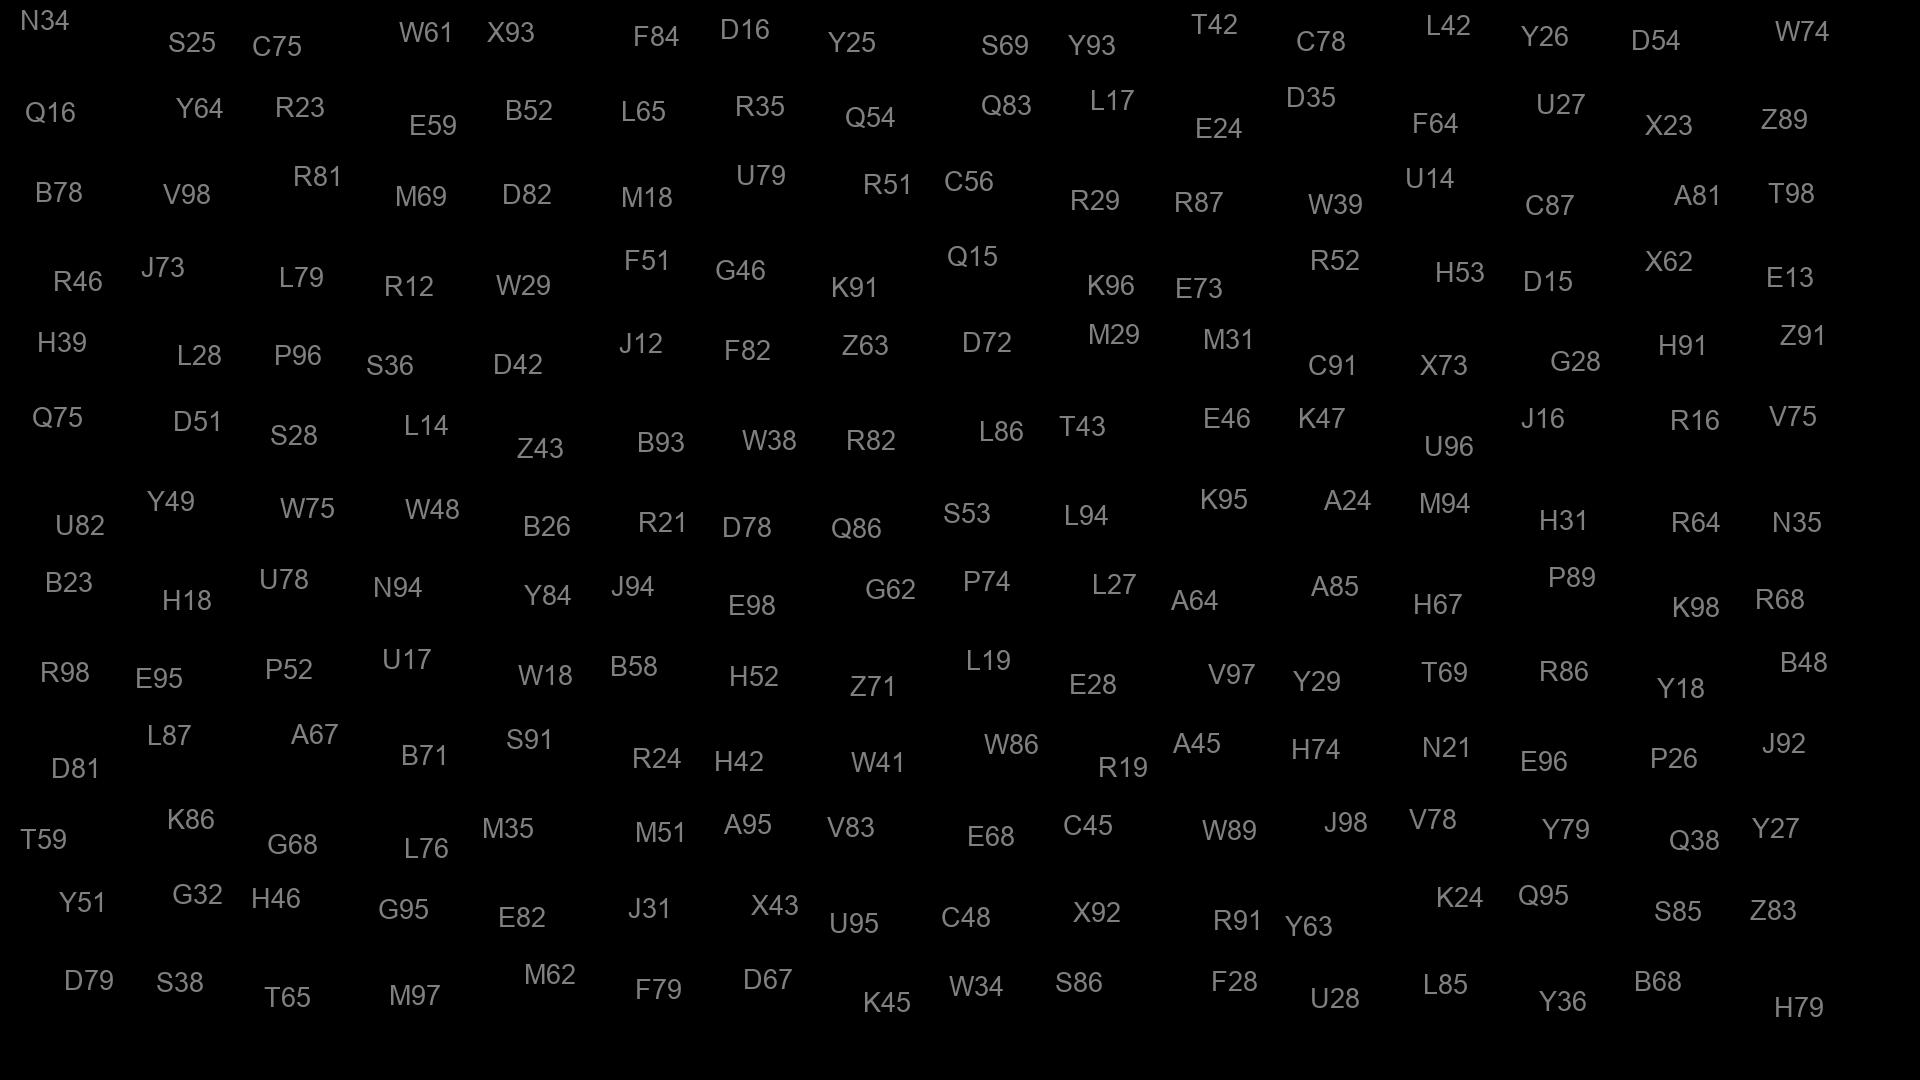 N34 S25 C75 W61 X93 F84 D16 Y25 S69 Y93 T42 C78 L42 Y26 D54 W74
Q16 Y64 R23 E59 B52 L65 R35 Q54 Q83 L17 E24 D35 F64 U27 X23 Z89
B78 V98 R81 M69 D82 M18 U79 R51 C56 R29 R87 W39 U14 C87 A81 T98
R46 J73 L79 R12 W29 F51 G46 K91 Q15 K96 E73 R52 H53 D15 X62 E13
H39 L28 P96 S36 D42 J12 F82 Z63 D72 M29 M31 C91 X73 G28 H91 Z91
Q75 D51 S28 L14 Z43 B93 W38 R82 L86 T43 E46 K47 U96 J16 R16 V75
U82 Y49 W75 W48 B26 R21 D78 Q86 S53 L94 K95 A24 M94 H31 R64 N35
B23 H18 U78 N94 Y84 J94 E98 G62 P74 L27 A64 A85 H67 P89 K98 R68
R98 E95 P52 U17 W18 B58 H52 Z71 L19 E28 V97 Y29 T69 R86 Y18 B48
D81 L87 A67 B71 S91 R24 H42 W41 W86 R19 A45 H74 N21 E96 P26 J92
T59 K86 G68 L76 M35 M51 A95 V83 E68 C45 W89 J98 V78 Y79 Q38 Y27
Y51 G32 H46 G95 E82 J31 X43 U95 C48 X92 R91 Y63 K24 Q95 S85 Z83
D79 S38 T65 M97 M62 F79 D67 K45 W34 S86 F28 U28 L85 Y36 B68 H79